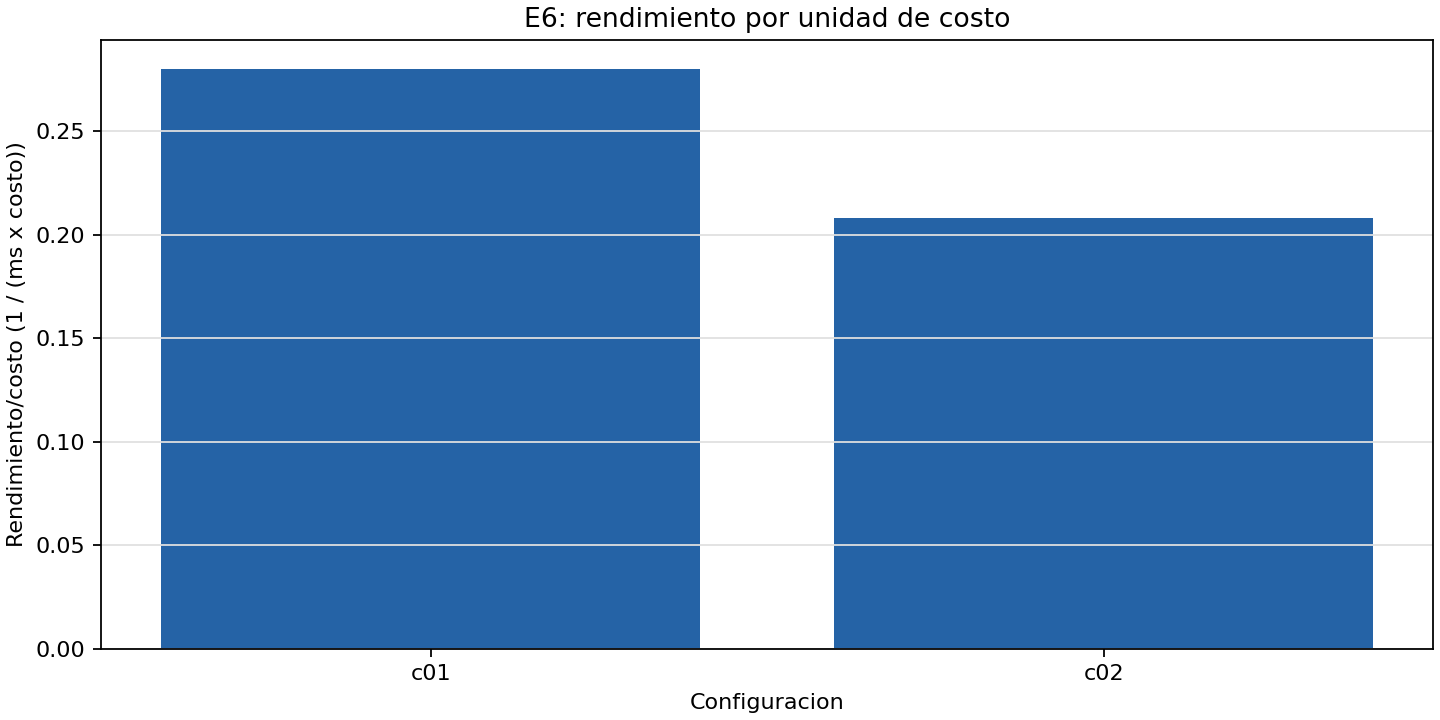 E6: rendimiento por unidad de costo
Rendimiento/costo (1 / (ms x costo))
0.25
0.20
0.15
0.10
0.05
0.00
c01
c02
Configuracion